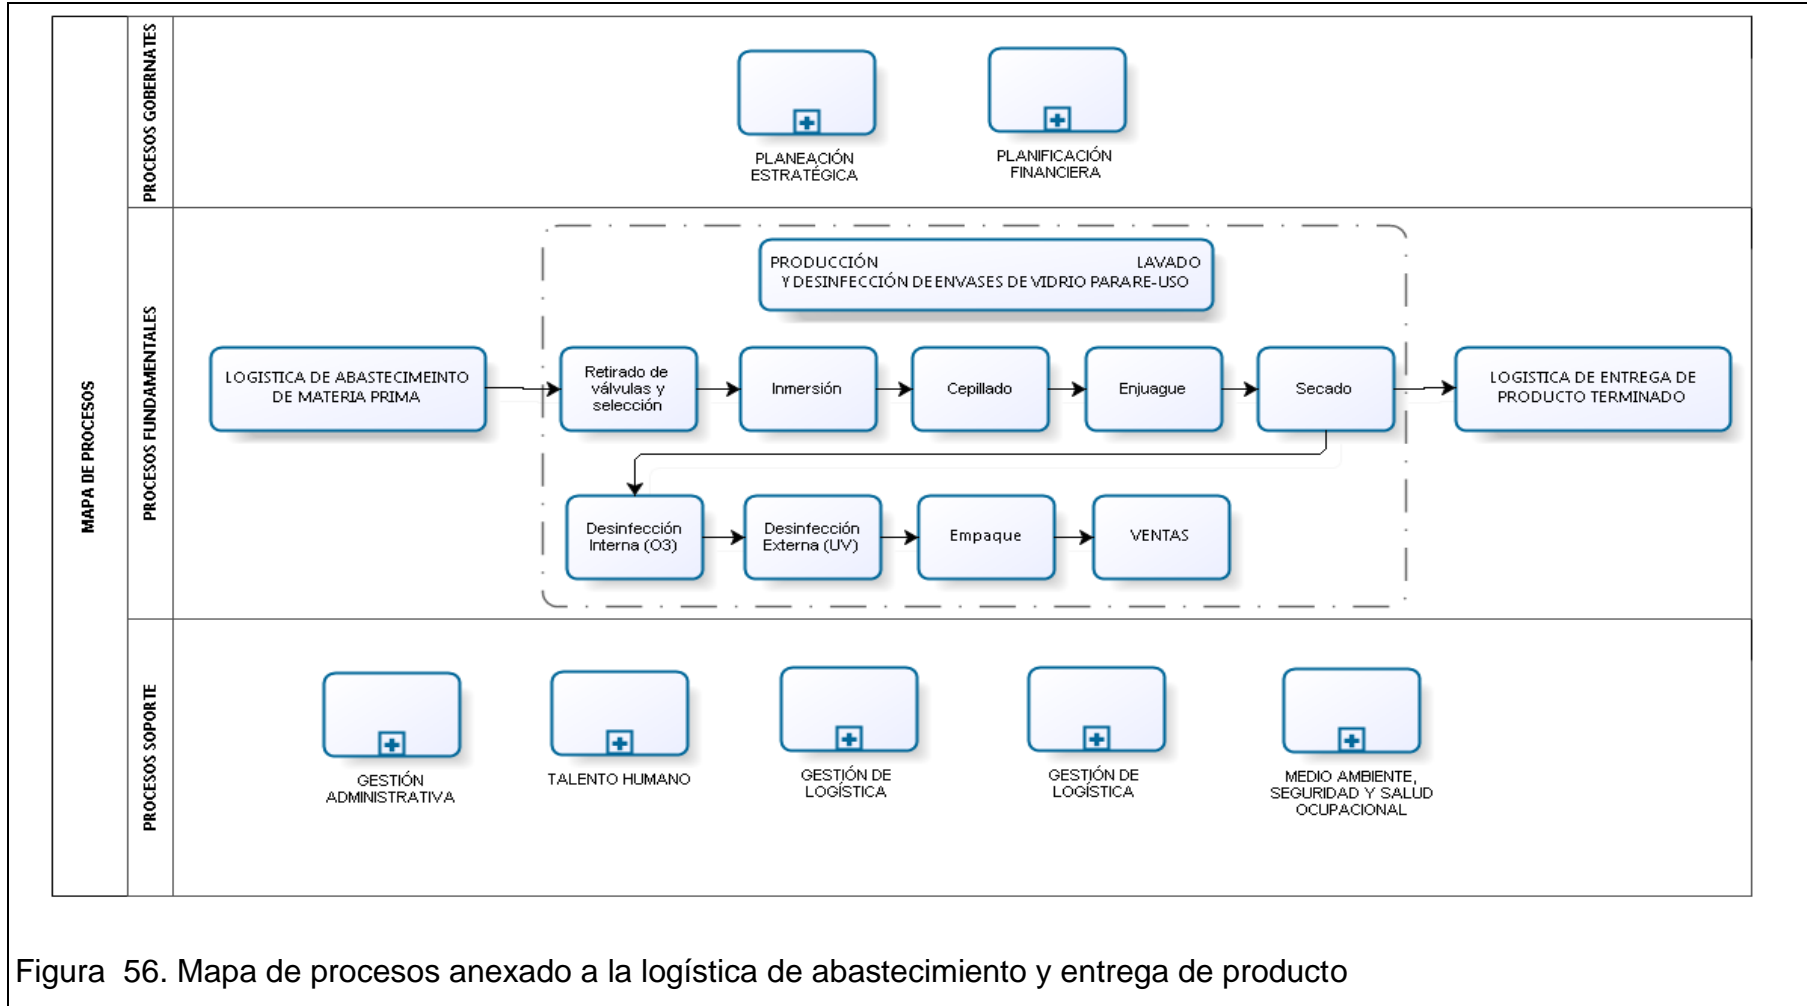 MAPA DE PROCESOS
PROCESOS GOBERNATES
PLANEACIÓN
ESTRATÉGICA
PLANIFICACIÓN
FINANCIERA
PROCESOS FUNDAMENTALES
PRODUCCIÓN LAVADO
Y DESINFECCIÓN DE ENVASES DE VIDRIO PARA RE-USO
LOGISTICA DE ABASTECIMEINTO
DE MATERIA PRIMA
Retirado de
válvulas y
selección
Inmersión
Cepillado
Enjuague
Secado
LOGISTICA DE ENTREGA DE
PRODUCTO TERMINADO
Desinfección
Interna (O3)
Desinfección
Externa (UV)
Empaque
VENTAS
PROCESOS SOPORTE
GESTIÓN
ADMINISTRATIVA
TALENTO HUMANO
GESTIÓN DE
LOGÍSTICA
GESTIÓN DE
LOGÍSTICA
MEDIO AMBIENTE,
SEGURIDAD Y SALUD
OCUPACIONAL
Figura 56. Mapa de procesos anexado a la logística de abastecimiento y entrega de producto